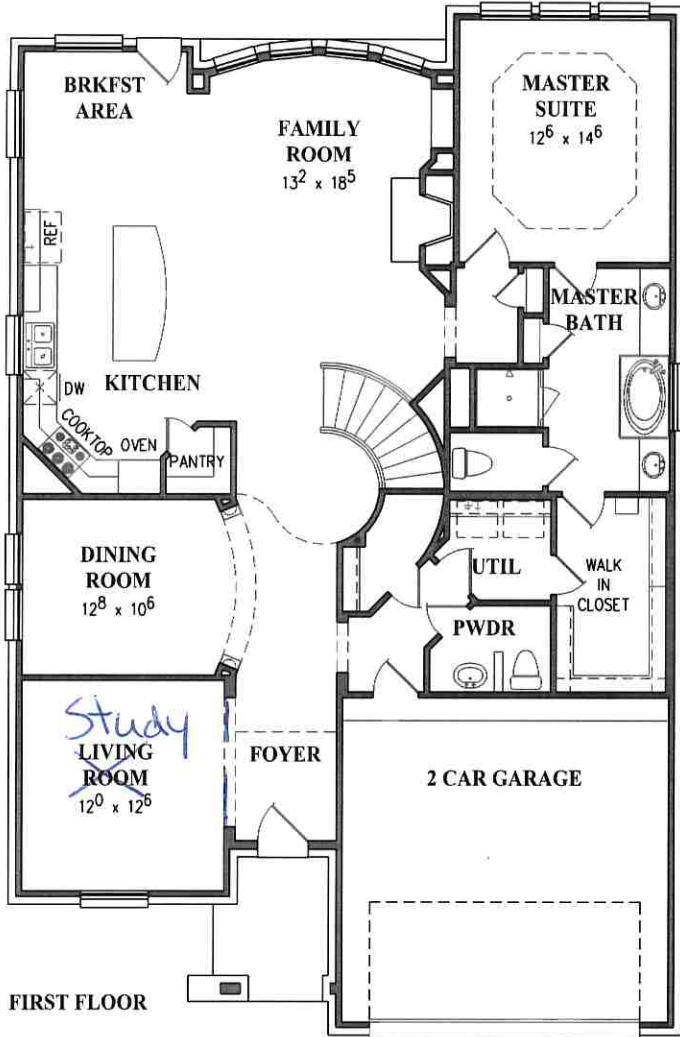 BRKFST
AREA
FAMILY
ROOM
13² x 18⁵
MASTER
SUITE
12⁶ x 14⁶
REF
MASTER
BATH
KITCHEN
DW
COOKTOP
OVEN
PANTRY
DINING
ROOM
12⁸ x 10⁶
UTIL
WALK
IN
CLOSET
PWDR
Study
LIVING
ROOM
12⁰ x 12⁶
FOYER
2 CAR GARAGE
FIRST FLOOR